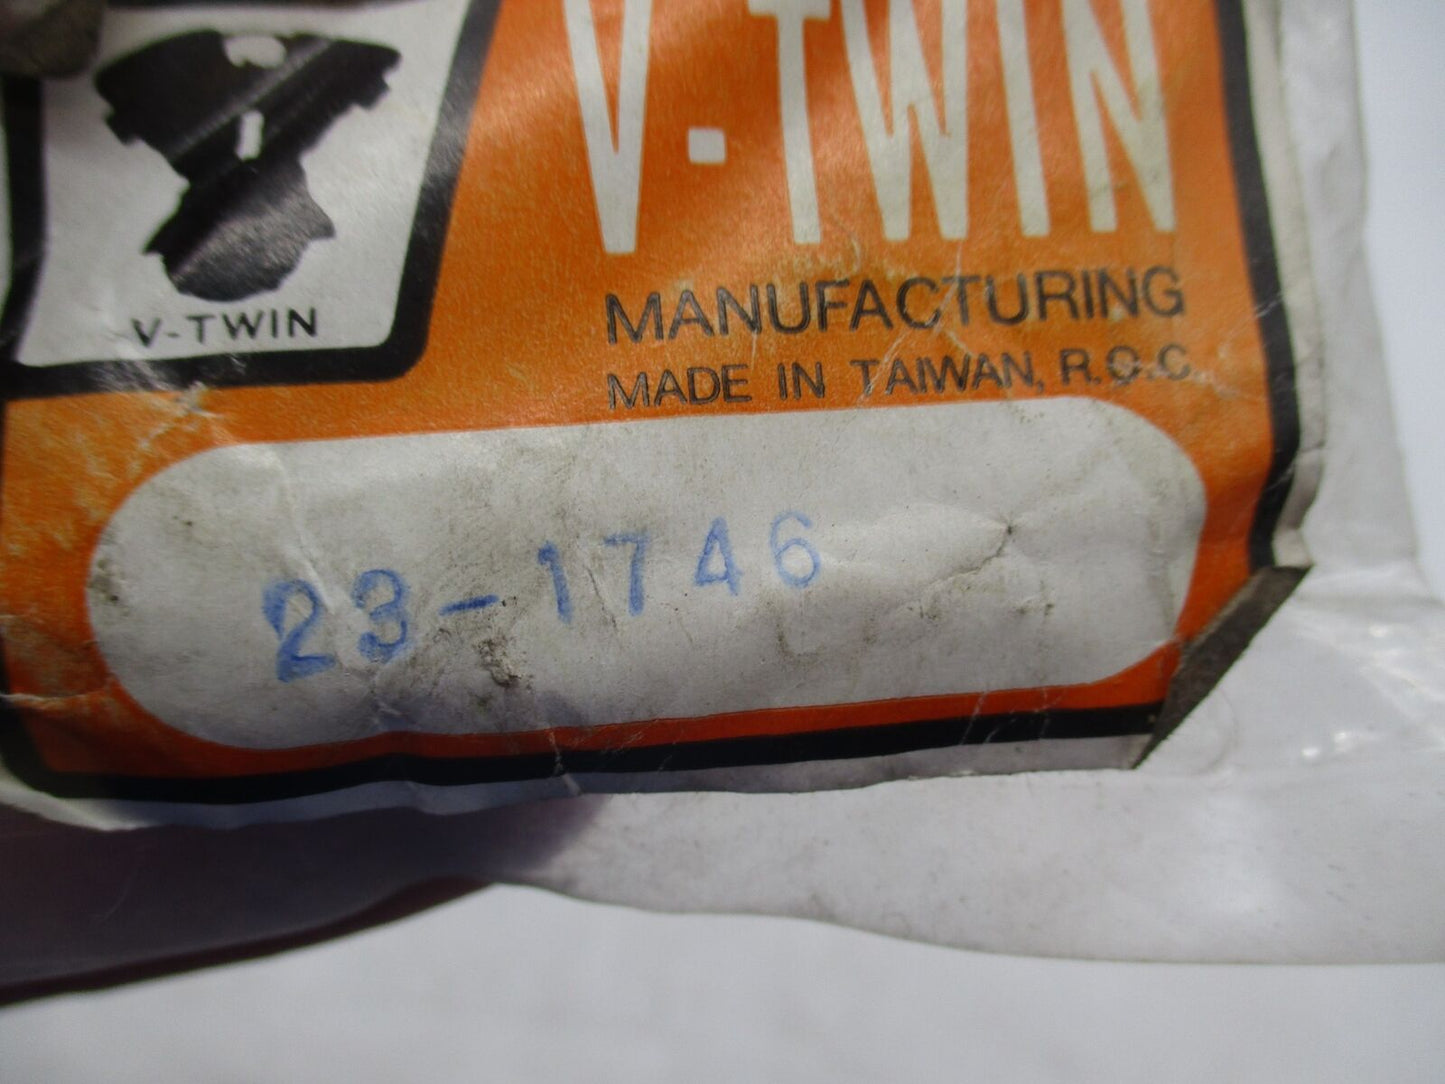 V-TWIN
V·TWIN
MANUFACTURING
MADE IN TAIWAN, R.O.C
23-1746